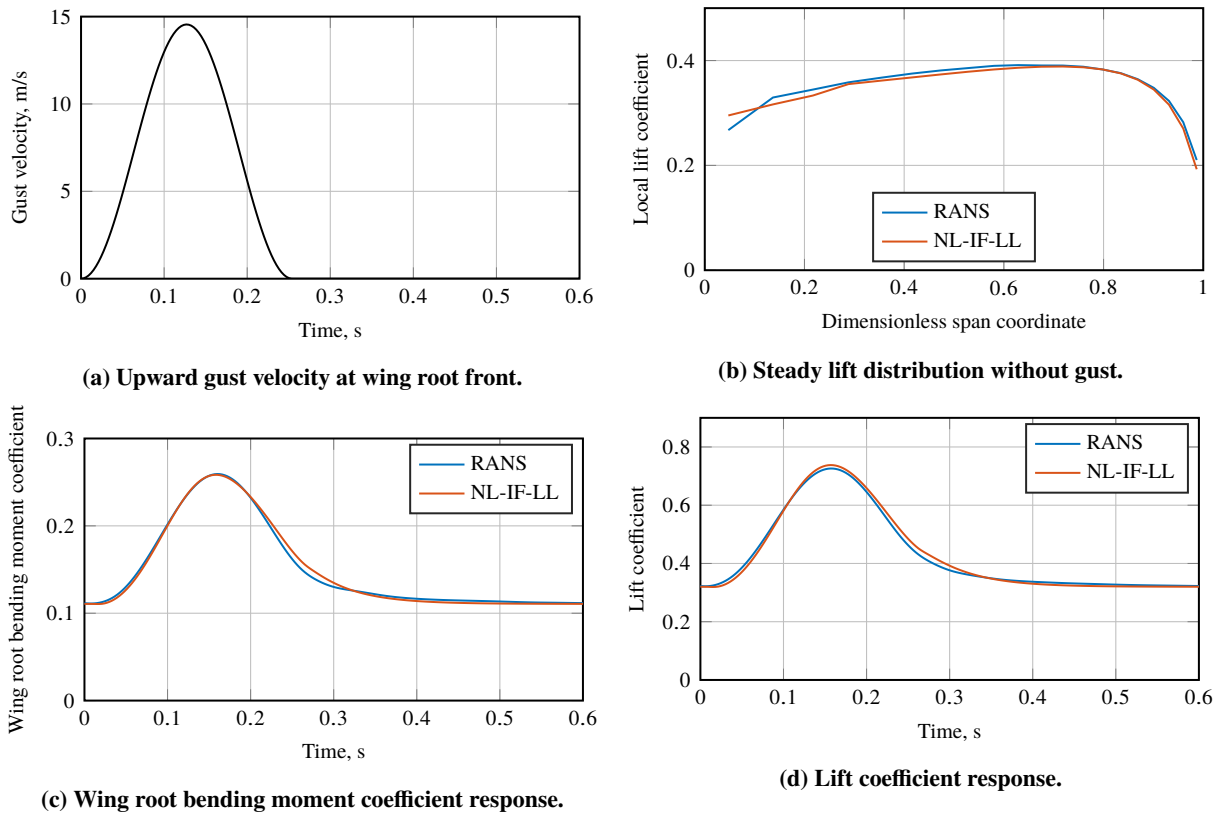 15
10
5
0
0
0.1
0.2
0.3
0.4
0.5
0.6
Gust velocity, m/s
Time, s
(a) Upward gust velocity at wing root front.
0.4
0.2
0
0
0.2
0.4
0.6
0.8
1
Local lift coefficient
RANS
NL-IF-LL
Dimensionless span coordinate
(b) Steady lift distribution without gust.
0.3
0.2
0.1
0
0
0.1
0.2
0.3
0.4
0.5
0.6
Wing root bending moment coefficient
RANS
NL-IF-LL
Time, s
(c) Wing root bending moment coefficient response.
0.8
0.6
0.4
0.2
0
0
0.1
0.2
0.3
0.4
0.5
0.6
Lift coefficient
RANS
NL-IF-LL
Time, s
(d) Lift coefficient response.